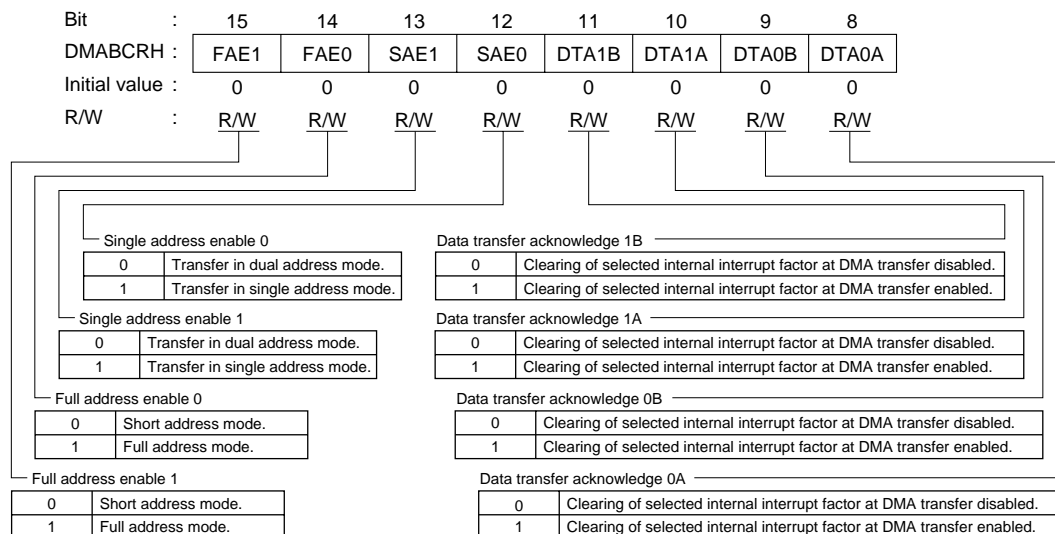 Bit : 15 14 13 12 11 10 9 8
DMABCRH : FAE1 FAE0 SAE1 SAE0 DTA1B DTA1A DTA0B DTA0A
Initial value : 0 0 0 0 0 0 0 0
R/W : R/W R/W R/W R/W R/W R/W R/W R/W
Single address enable 0
0 Transfer in dual address mode.
1 Transfer in single address mode.
Data transfer acknowledge 1B
0 Clearing of selected internal interrupt factor at DMA transfer disabled.
1 Clearing of selected internal interrupt factor at DMA transfer enabled.
Single address enable 1
0 Transfer in dual address mode.
1 Transfer in single address mode.
Data transfer acknowledge 1A
0 Clearing of selected internal interrupt factor at DMA transfer disabled.
1 Clearing of selected internal interrupt factor at DMA transfer enabled.
Full address enable 0
0 Short address mode.
1 Full address mode.
Data transfer acknowledge 0B
0 Clearing of selected internal interrupt factor at DMA transfer disabled.
1 Clearing of selected internal interrupt factor at DMA transfer enabled.
Full address enable 1
0 Short address mode.
1 Full address mode.
Data transfer acknowledge 0A
0 Clearing of selected internal interrupt factor at DMA transfer disabled.
1 Clearing of selected internal interrupt factor at DMA transfer enabled.